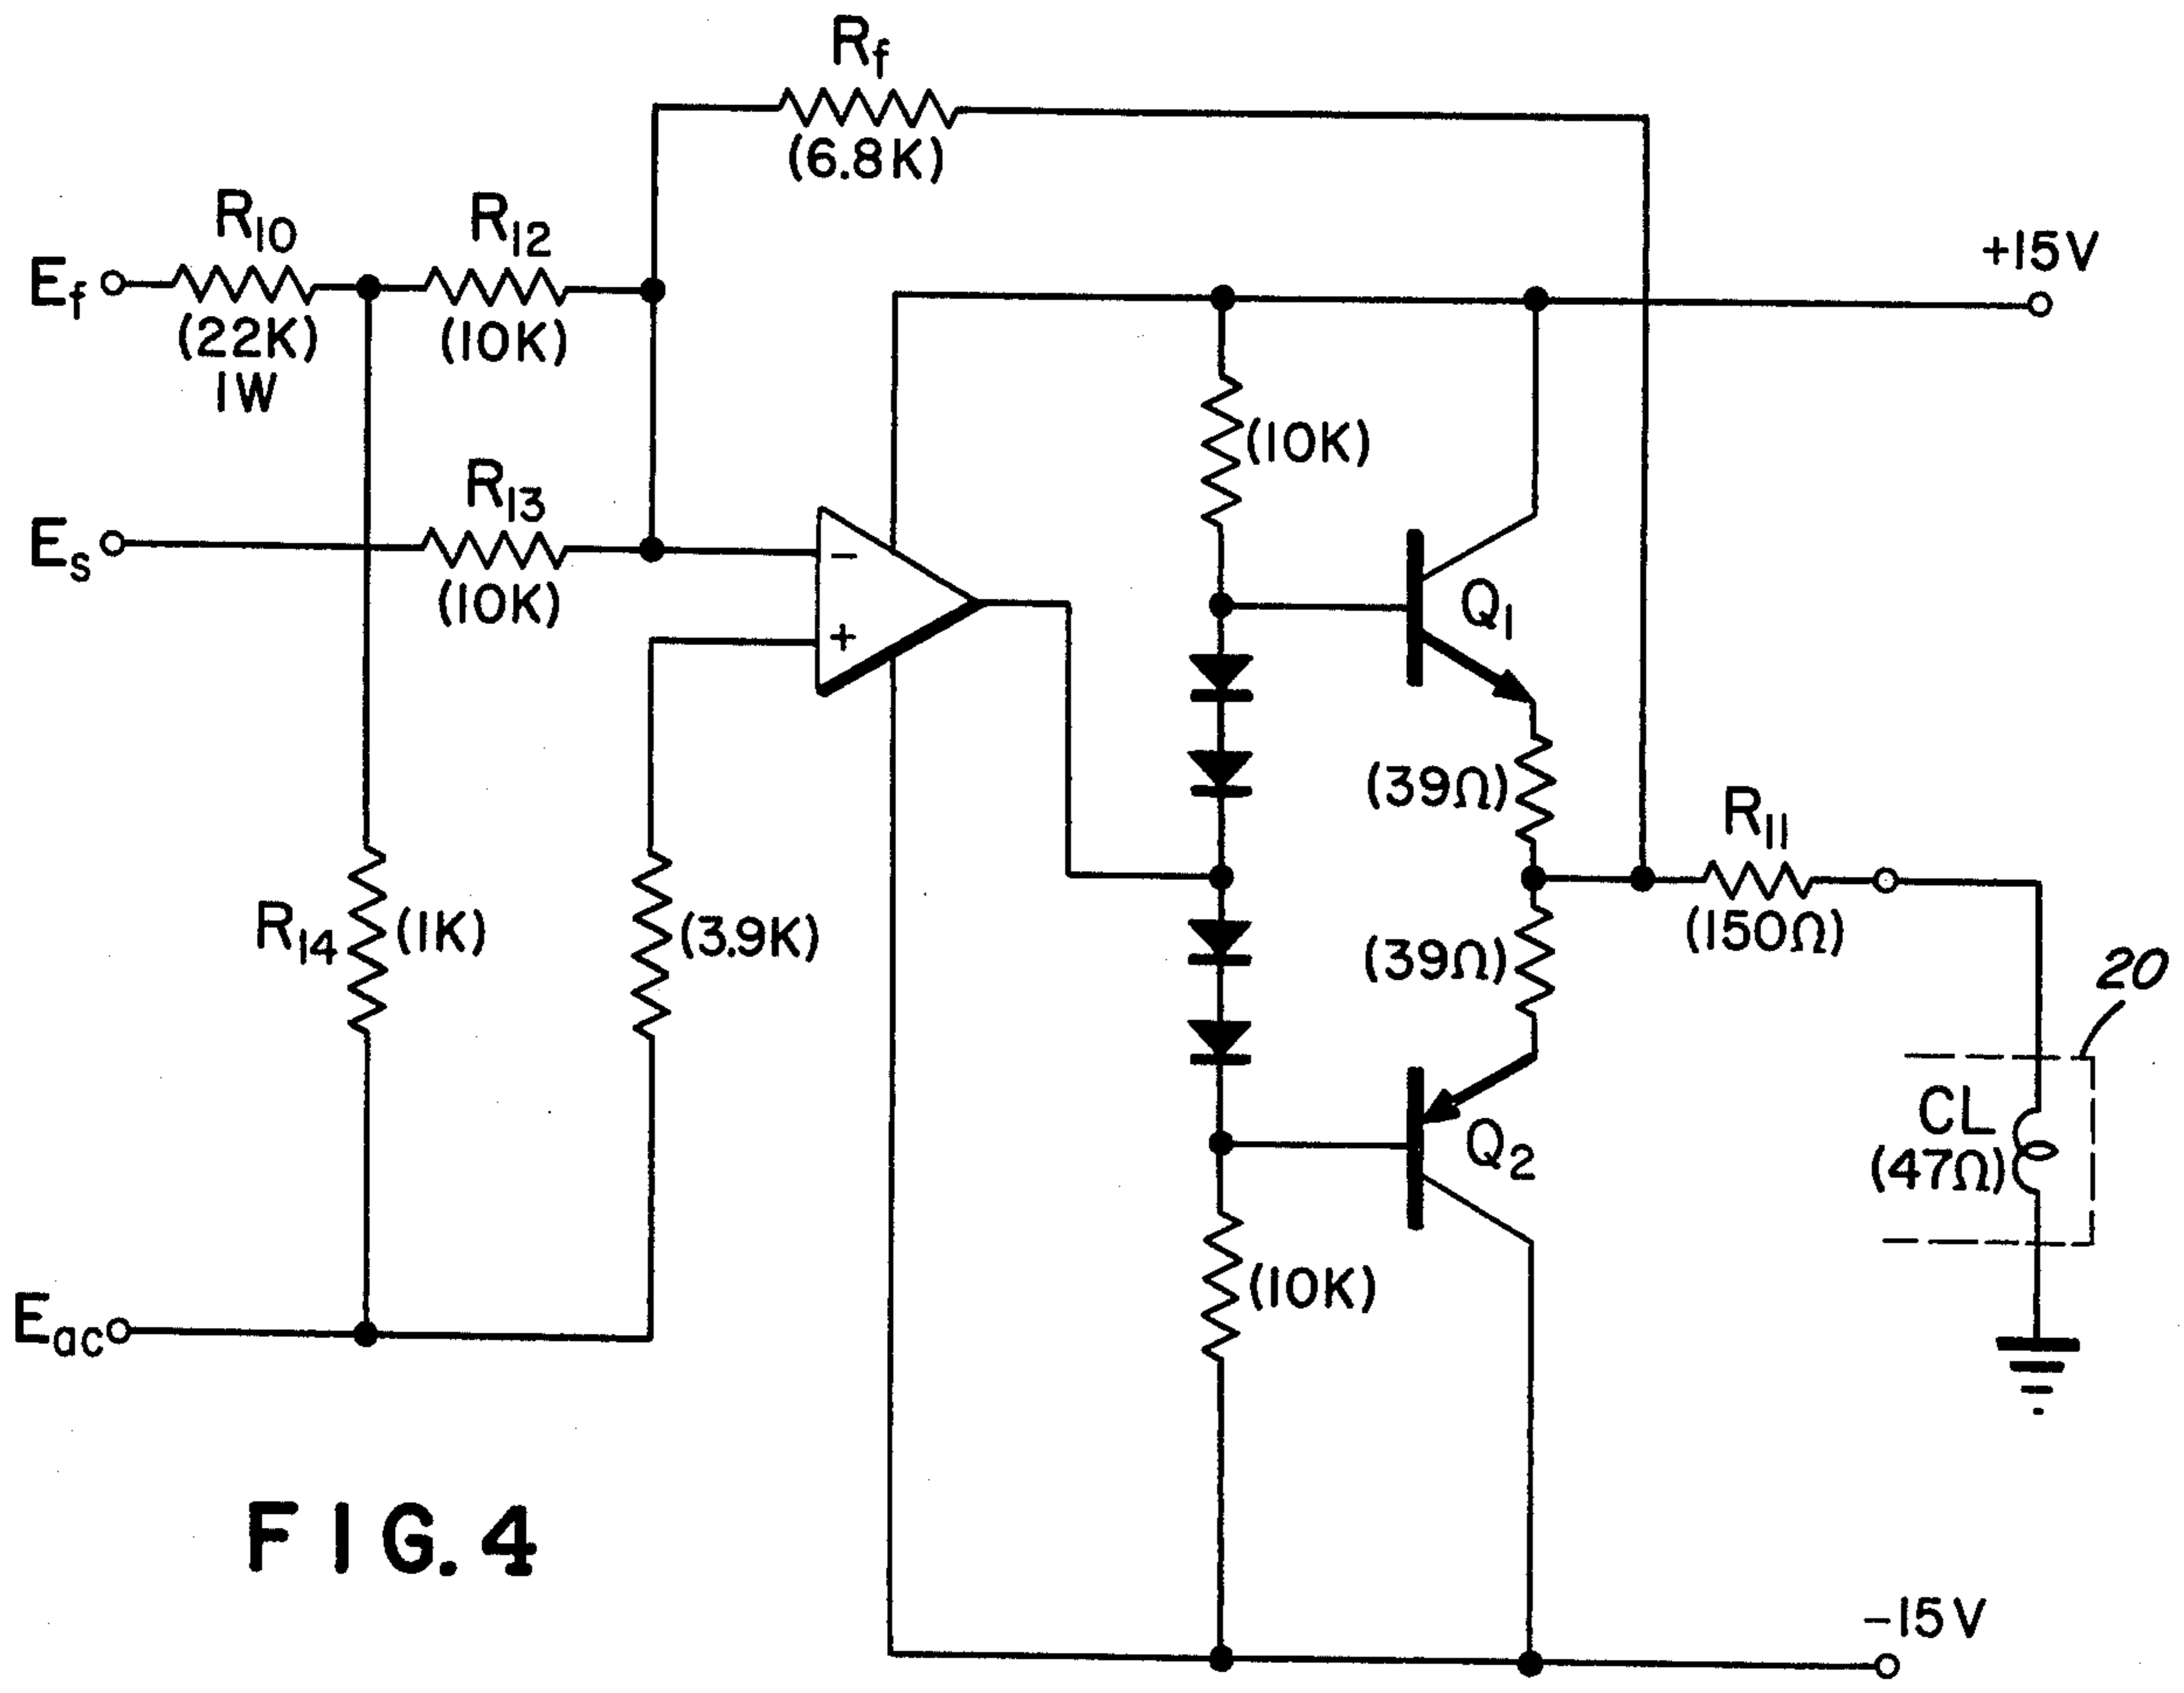 Rf
(6.8K)
R10
R12
Ef
(22K)
1W
(10K)
+15V
(10K)
R13
Es
(10K)
−
+
Q1
(39Ω)
R11
R14
(1K)
(3.9K)
(39Ω)
(150Ω)
20
CL
(47Ω)
Q2
(10K)
Eac
FIG.4
−15V